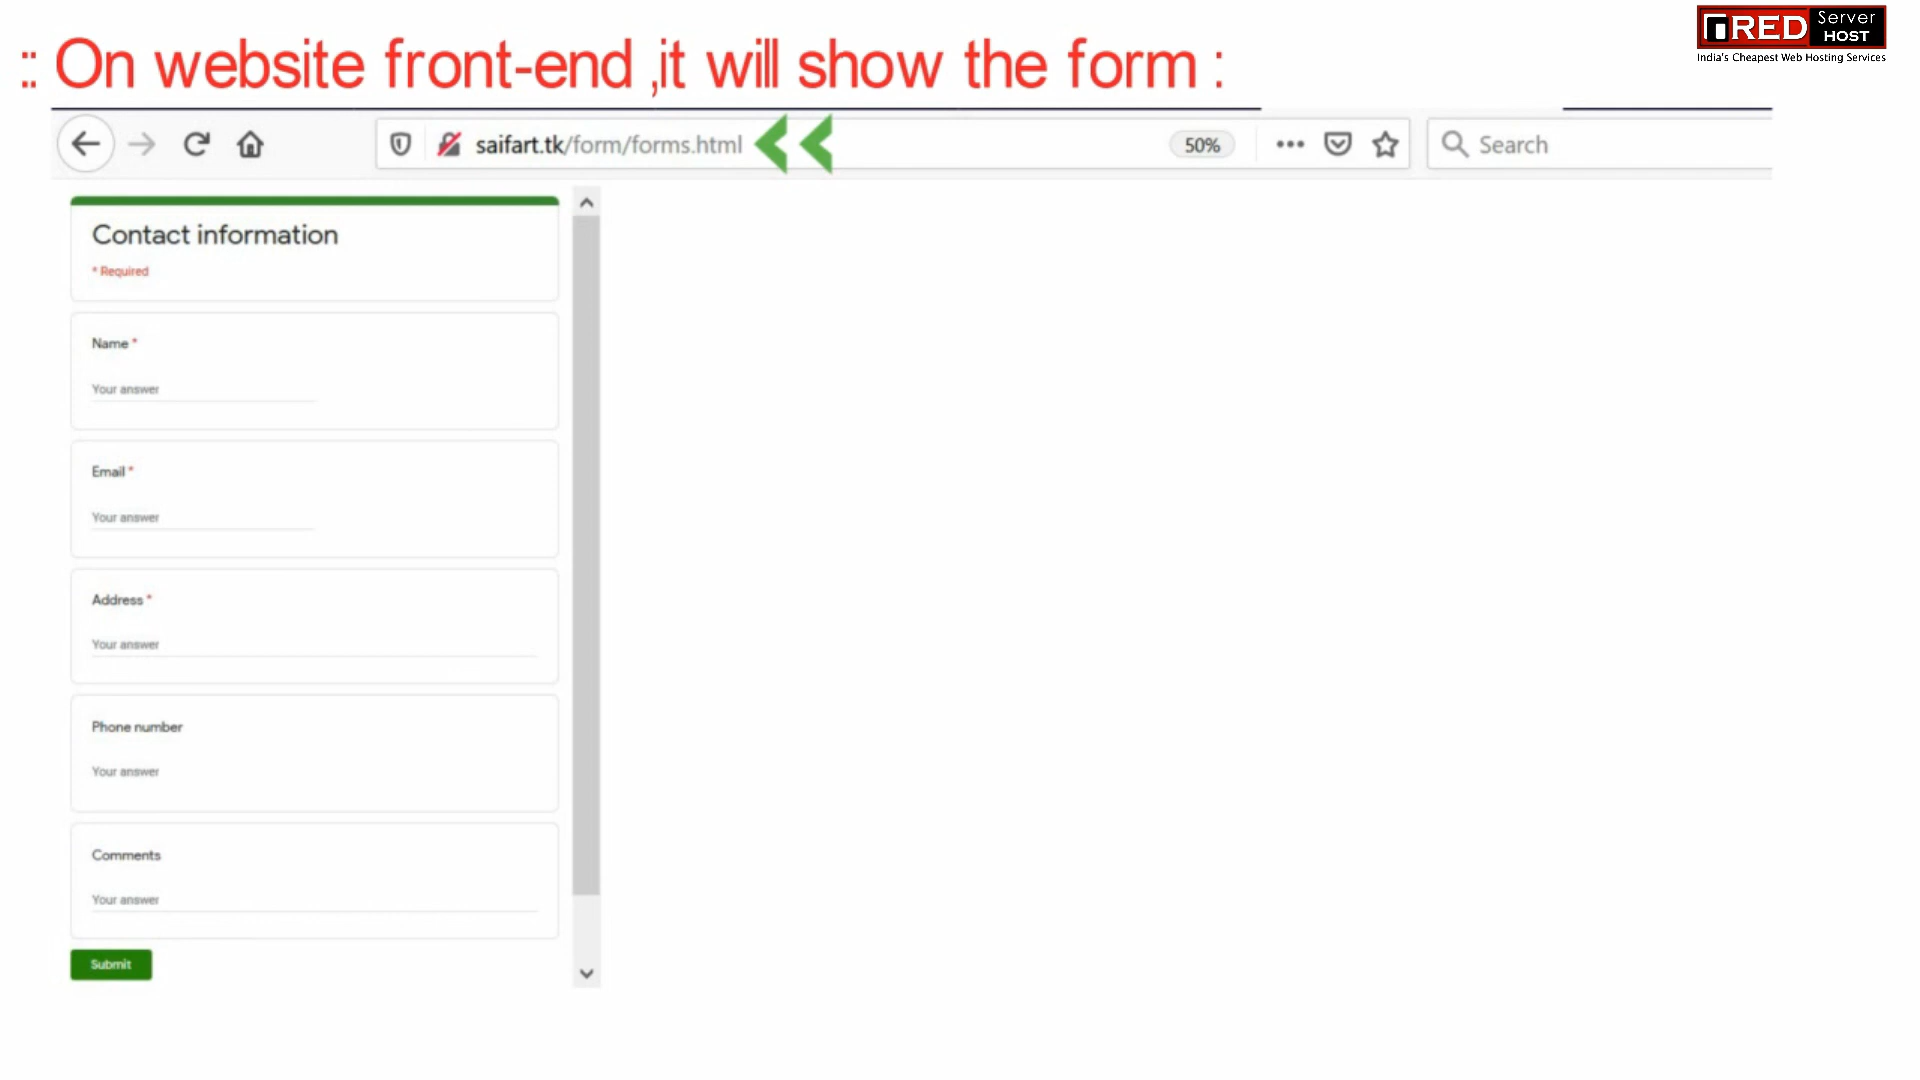 :: On website front-end ,it will show the form :
RED Server HOST
India's Cheapest Web Hosting Services
saifart.tk/form/forms.html
50%
Search
Contact information
* Required
Name *
Your answer
Email *
Your answer
Address *
Your answer
Phone number
Your answer
Comments
Your answer
Submit